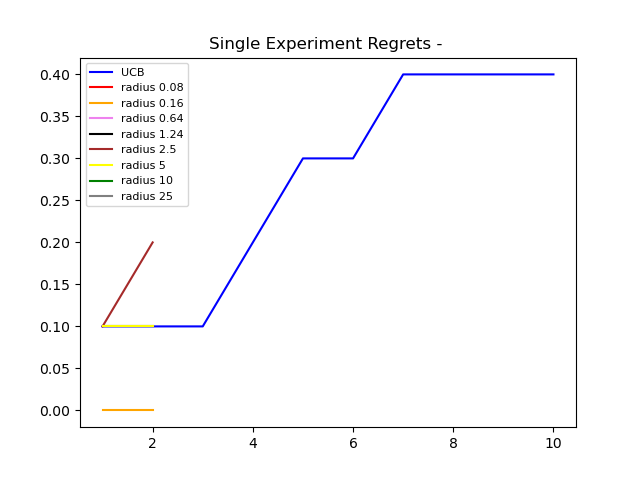 Single Experiment Regrets -
0.40
0.35
0.30
0.25
0.20
0.15
0.10
0.05
0.00
UCB
radius 0.08
radius 0.16
radius 0.64
radius 1.24
radius 2.5
radius 5
radius 10
radius 25
2 4 6 8 10